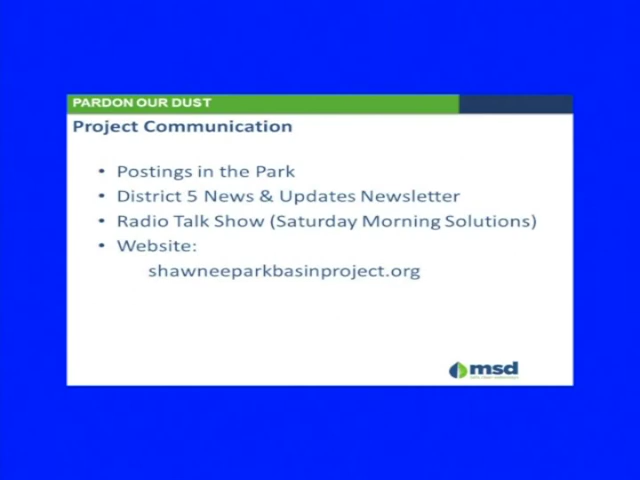 PARDON OUR DUST
Project Communication
• Postings in the Park
• District 5 News & Updates Newsletter
• Radio Talk Show (Saturday Morning Solutions)
• Website:
shawneeparkbasinproject.org
msd